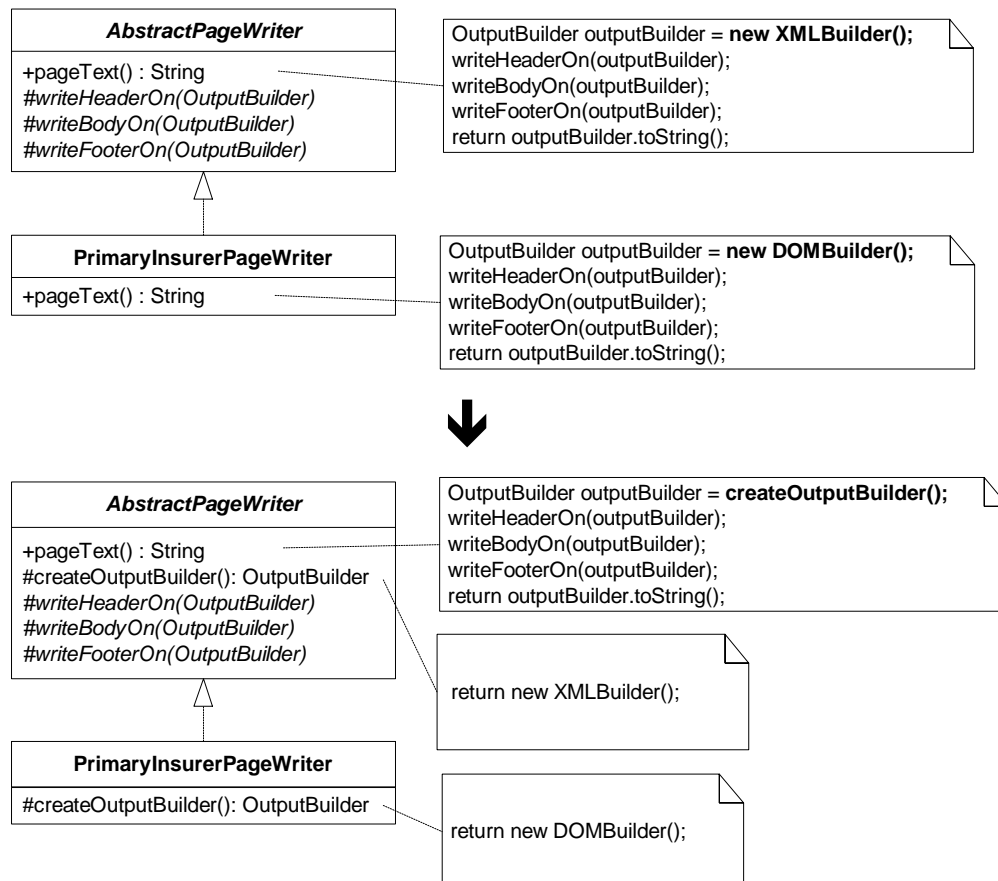 AbstractPageWriter
+pageText() : String
#writeHeaderOn(OutputBuilder)
#writeBodyOn(OutputBuilder)
#writeFooterOn(OutputBuilder)
OutputBuilder outputBuilder = new XMLBuilder();
writeHeaderOn(outputBuilder);
writeBodyOn(outputBuilder);
writeFooterOn(outputBuilder);
return outputBuilder.toString();
PrimaryInsurerPageWriter
+pageText() : String
OutputBuilder outputBuilder = new DOMBuilder();
writeHeaderOn(outputBuilder);
writeBodyOn(outputBuilder);
writeFooterOn(outputBuilder);
return outputBuilder.toString();
AbstractPageWriter
+pageText() : String
#createOutputBuilder(): OutputBuilder
#writeHeaderOn(OutputBuilder)
#writeBodyOn(OutputBuilder)
#writeFooterOn(OutputBuilder)
OutputBuilder outputBuilder = createOutputBuilder();
writeHeaderOn(outputBuilder);
writeBodyOn(outputBuilder);
writeFooterOn(outputBuilder);
return outputBuilder.toString();
return new XMLBuilder();
PrimaryInsurerPageWriter
#createOutputBuilder(): OutputBuilder
return new DOMBuilder();